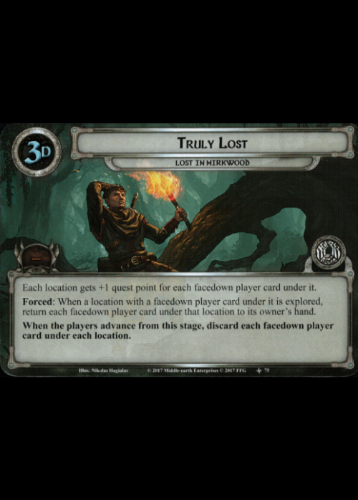 3D
TRULY LOST
LOST IN MIRKWOOD
Each location gets +1 quest point for each facedown player card under it.
Forced: When a location with a facedown player card under it is explored,
return each facedown player card under that location to its owner's hand.
When the players advance from this stage, discard each facedown player
card under each location.
Illus. Nikolas Hagialas © 2017 Middle-earth Enterprises © 2017 FFG 75